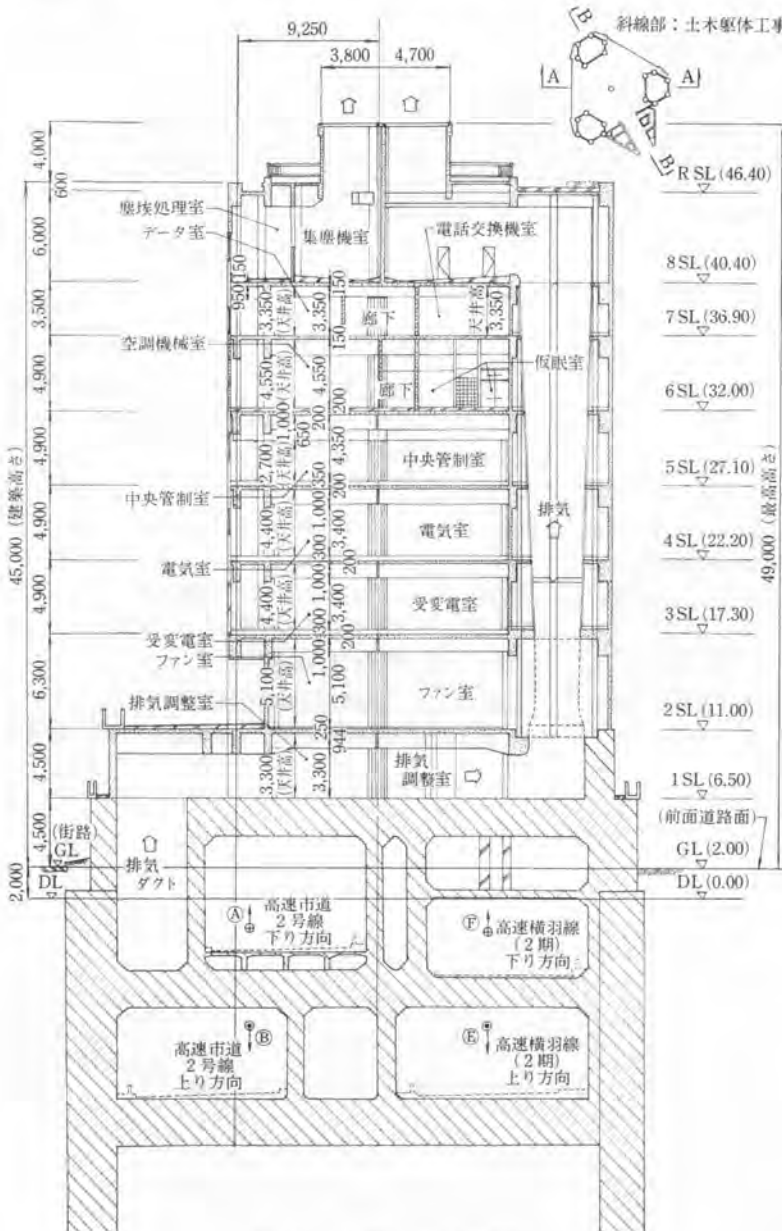 斜線部：土木躯体工事
9,250
3,800
4,700
B
A
A
B
4,000
600
R SL (46.40)
塵埃処理室
データ室
集塵機室
電話交換機室
6,000
150
950
150
8 SL (40.40)
3,500
3,350
(天井高)
3,350
廊下
天井高
3,350
7 SL (36.90)
150
空調機械室
4,900
4,550
(天井高)
4,550
廊下
仮眠室
200
200
6 SL (32.00)
1,000
650
4,900
2,700
(天井高)
350
4,350
中央管制室
200
5 SL (27.10)
中央管制室
45,000 (建築高さ)
4,900
4,400
(天井高)
1,000
300
3,400
電気室
排気
200
4 SL (22.20)
49,000 (最高高さ)
電気室
4,900
4,400
(天井高)
1,000
300
3,400
受変電室
200
3 SL (17.30)
受変電室
ファン室
6,300
5,100
(天井高)
1,000
5,100
ファン室
排気調整室
250
944
2 SL (11.00)
4,500
3,300
(天井高)
3,300
排気
調整室
1 SL (6.50)
4,500
(街路)
GL
(前面道路面)
GL (2.00)
2,000
DL
排気
ダクト
DL (0.00)
Ⓐ
高速市道
2号線
下り方向
Ⓕ
高速横羽線
(2期)
下り方向
Ⓑ
高速市道
2号線
上り方向
Ⓔ
高速横羽線
(2期)
上り方向